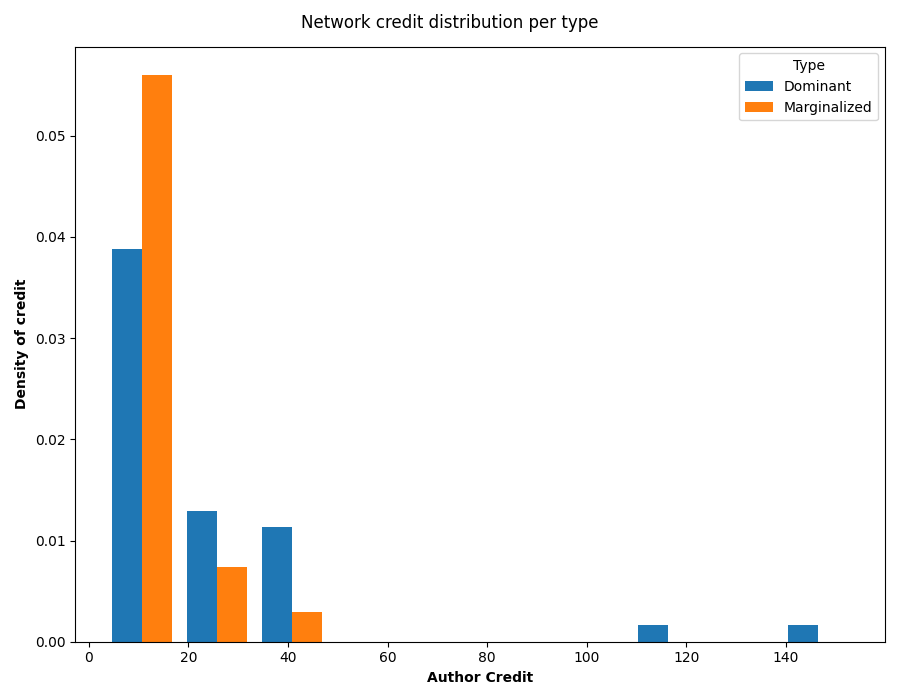 Network credit distribution per type
Type
Dominant
Marginalized
Density of credit
0.05
0.04
0.03
0.02
0.01
0.00
0 20 40 60 80 100 120 140
Author Credit